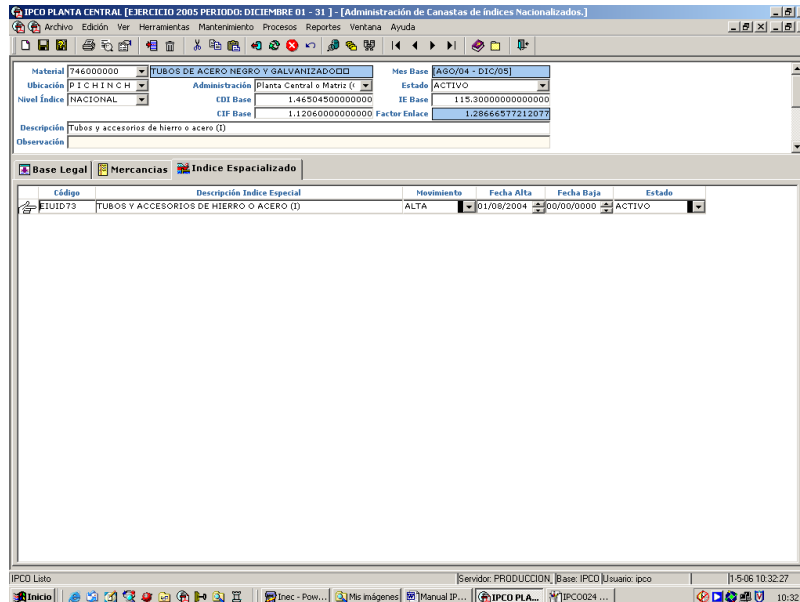 IPCO PLANTA CENTRAL [EJERCICIO 2005 PERIODO: DICIEMBRE 01 - 31 ] - [Administración de Canastas de índices Nacionalizados.]
Archivo Edición Ver Herramientas Mantenimiento Procesos Reportes Ventana Ayuda
Material 746000000 TUBOS DE ACERO NEGRO Y GALVANIZADO Mes Base [AGO/04 - DIC/05]
Ubicación P I C H I N C H Administración Planta Central o Matriz (C Estado ACTIVO
Nivel Índice NACIONAL CDI Base 1.46504500000000 IE Base 115.30000000000000
CIF Base 1.12060000000000 Factor Enlace 1.28666577212077
Descripción Tubos y accesorios de hierro o acero (I)
Observación
Base Legal Mercancias Indice Espacializado
Código Descripción Indice Especial Movimiento Fecha Alta Fecha Baja Estado
EIUID73 TUBOS Y ACCESORIOS DE HIERRO O ACERO (I) ALTA 01/08/2004 00/00/0000 ACTIVO
IPCO Listo Servidor: PRODUCCION_ Base: IPCO Usuario: ipco 1-5-06 10:32:27
Inicio Inec - Pow... Mis imágenes Manual IP... IPCO PLA... IPCO024 ... 10:32